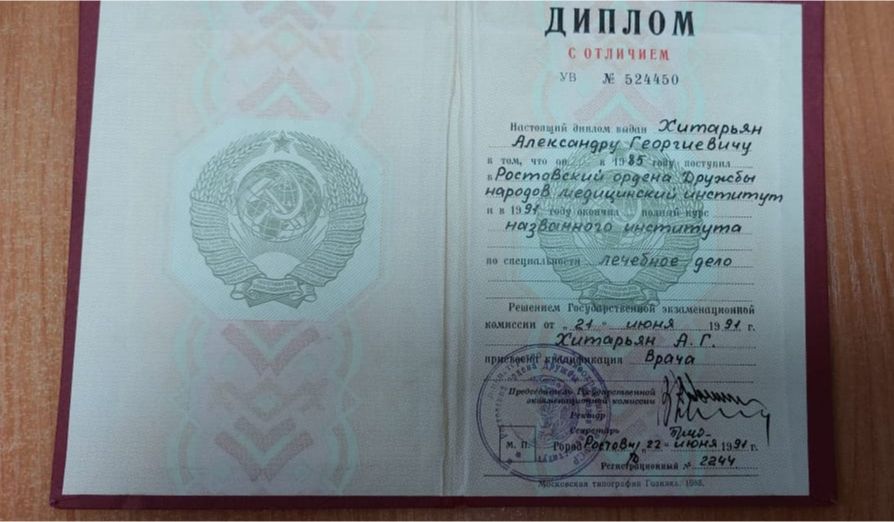 ДИПЛОМ
С ОТЛИЧИЕМ
УВ № 524450
Настоящий диплом выдан Хитарьян
Александру Георгиевичу
в том, что он в 1985 году поступил
в Ростовский ордена Дружбы
народов медицинский институт
и в 1991 году окончил полный курс
названного института
по специальности лечебное дело
Решением Государственной экзаменационной
комиссии от „21“ июня 1991 г.
Хитарьян А. Г.
присвоена квалификация Врача
Председатель Государственной
экзаменационной комиссии
Ректор
Секретарь
М. П. Город Ростов 22 июня 1991 г.
Регистрационный № 2244
Московская типография Гознака. 1988.